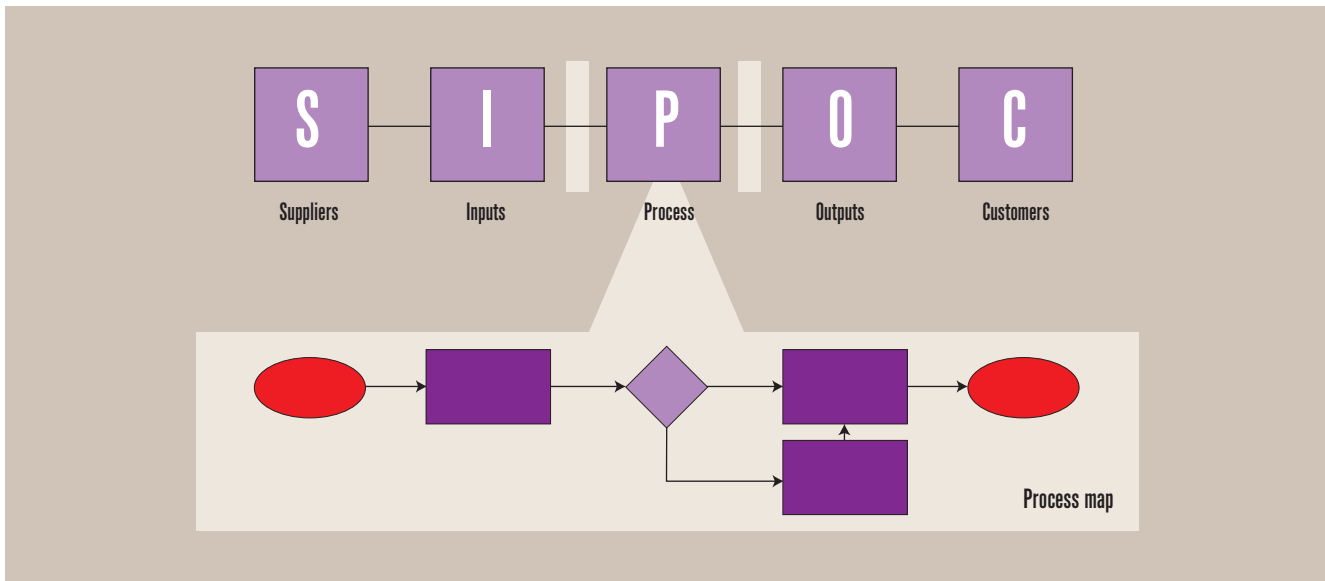 S I P O C
Suppliers Inputs Process Outputs Customers
Process map